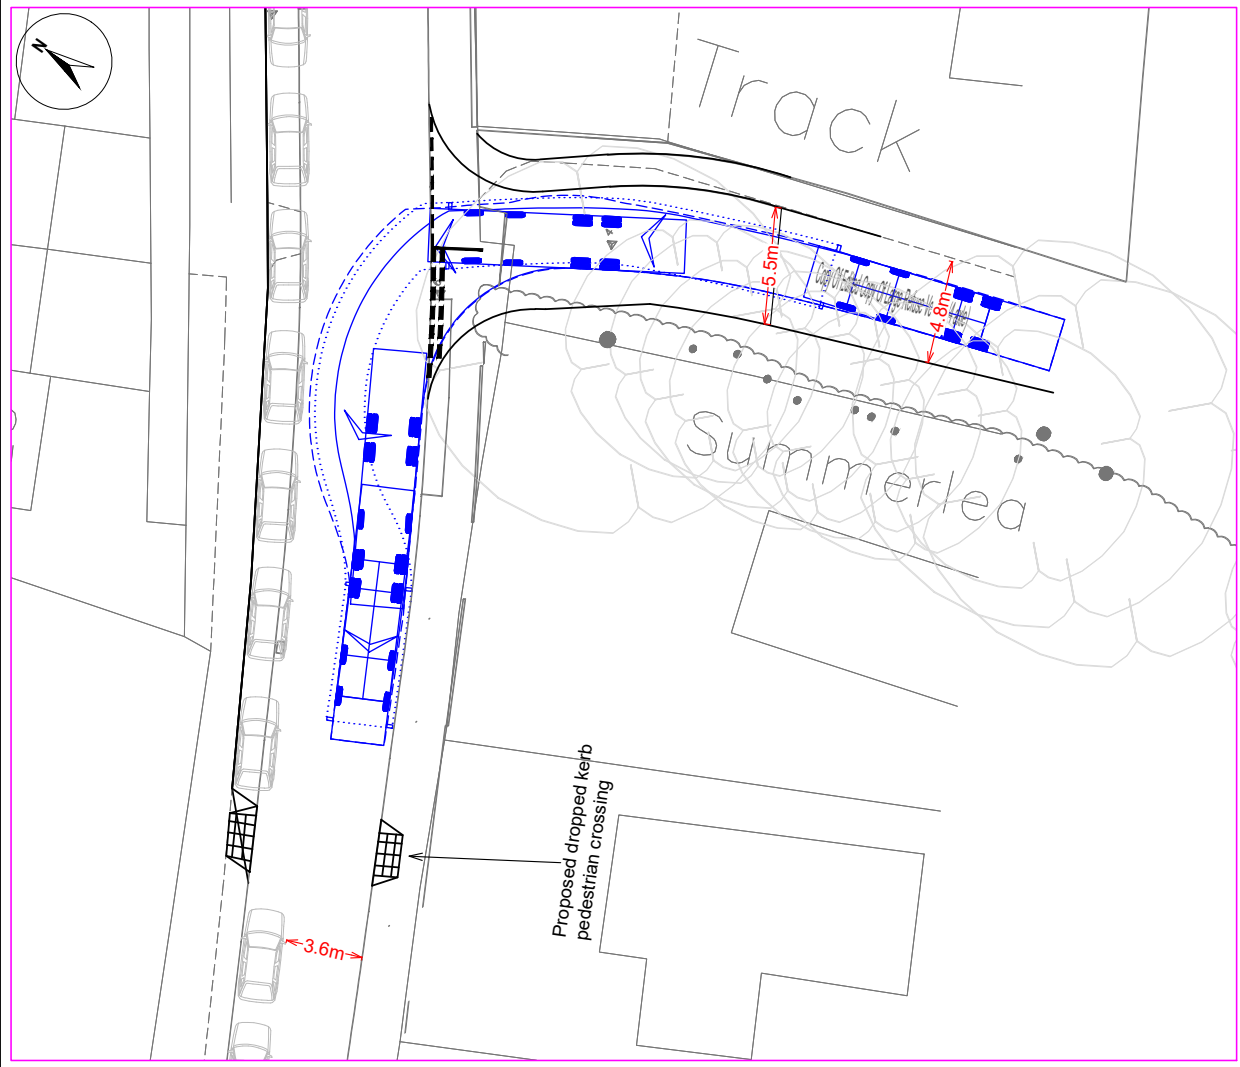 N
Track
5.5m
4.8m
Summerlea
Proposed dropped kerb
pedestrian crossing
3.6m